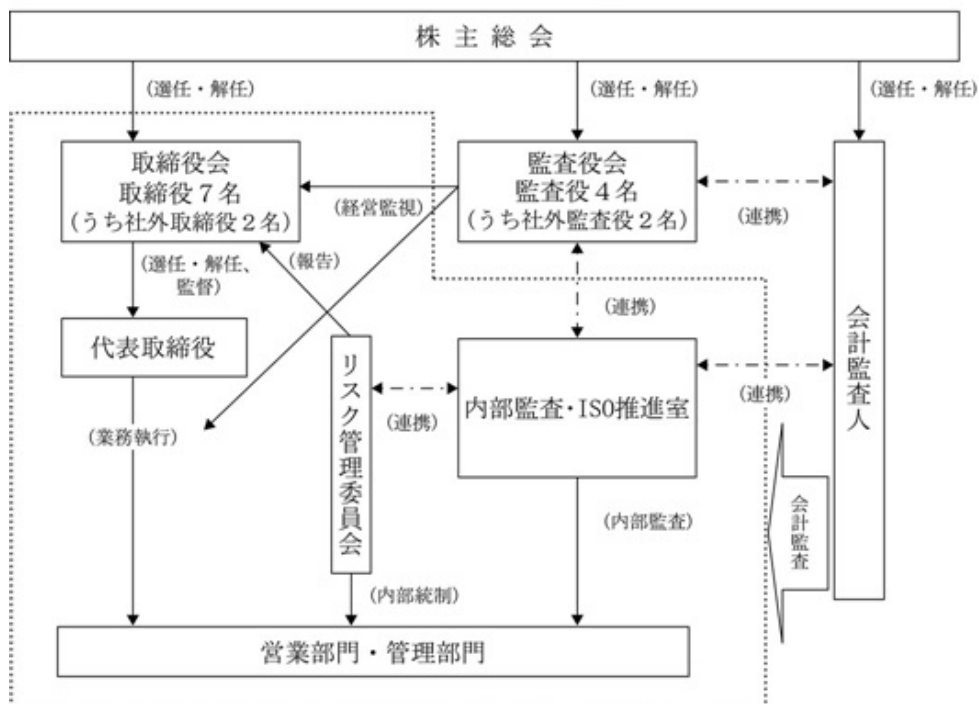 株主総会
(選任・解任)
(選任・解任)
(選任・解任)
取締役会
取締役７名
(うち社外取締役２名)
監査役会
監査役４名
(うち社外監査役２名)
(経営監視)
(連携)
(選任・解任、
監督)
(報告)
(連携)
代表取締役
リスク管理委員会
内部監査・ISO推進室
会計監査人
(連携)
(連携)
(業務執行)
会計監査
(内部監査)
(内部統制)
営業部門・管理部門